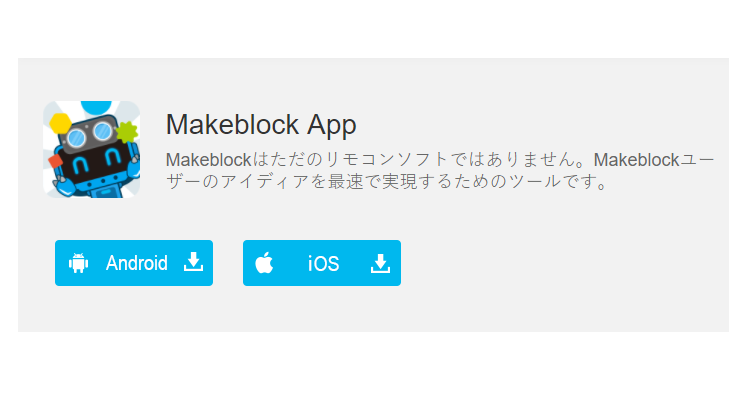 Makeblock App
Makeblockはただのリモコンソフトではありません。Makeblockユー
ザーのアイディアを最速で実現するためのツールです。
Android
iOS